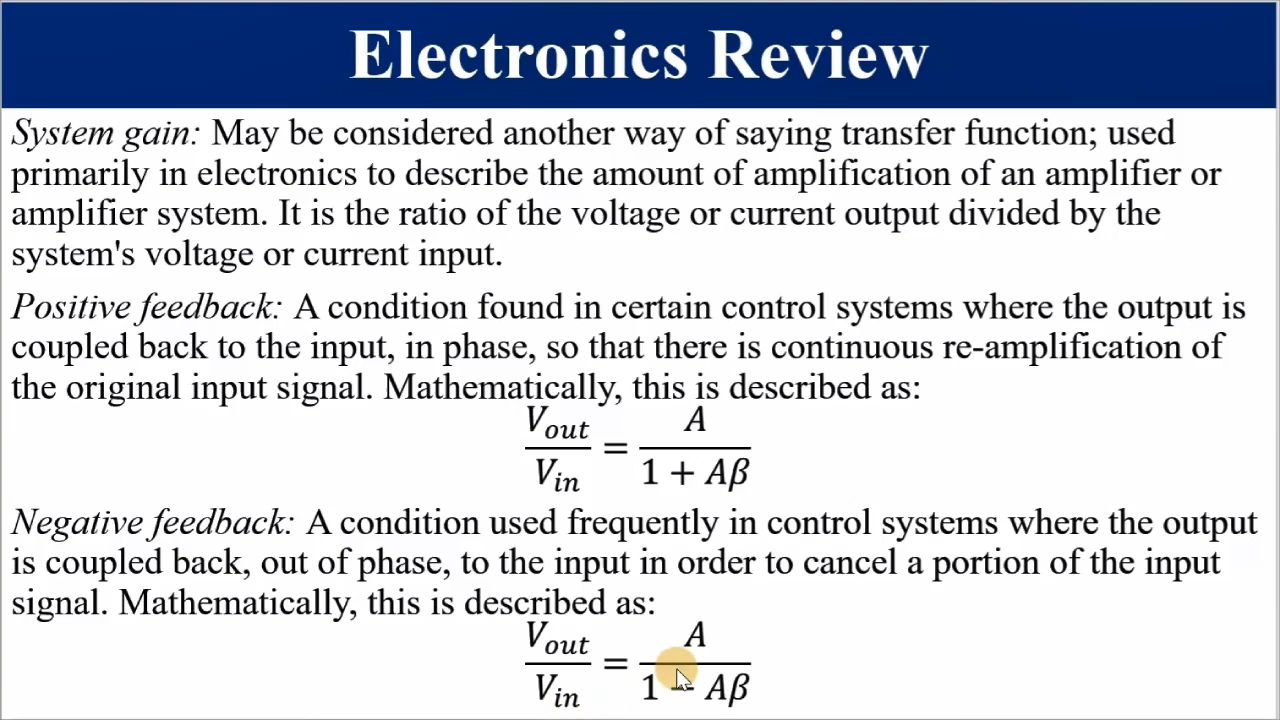 Electronics Review
System gain: May be considered another way of saying transfer function; used
primarily in electronics to describe the amount of amplification of an amplifier or
amplifier system. It is the ratio of the voltage or current output divided by the
system's voltage or current input.
Positive feedback: A condition found in certain control systems where the output is
coupled back to the input, in phase, so that there is continuous re-amplification of
the original input signal. Mathematically, this is described as:
V_out / V_in = A / (1 + Aβ)
Negative feedback: A condition used frequently in control systems where the output
is coupled back, out of phase, to the input in order to cancel a portion of the input
signal. Mathematically, this is described as:
V_out / V_in = A / (1 − Aβ)